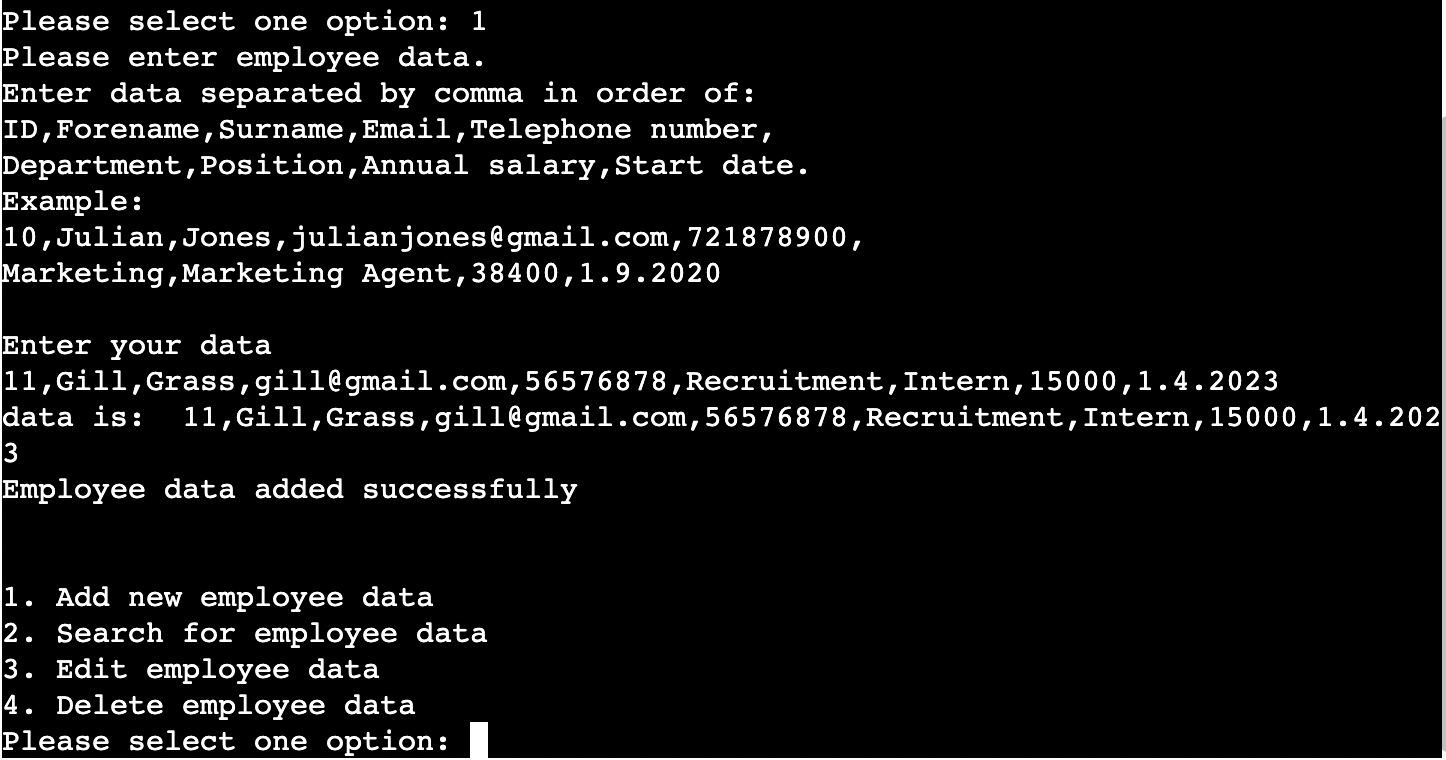 Please select one option: 1
Please enter employee data.
Enter data separated by comma in order of:
ID,Forename,Surname,Email,Telephone number,
Department,Position,Annual salary,Start date.
Example:
10,Julian,Jones,julianjones@gmail.com,721878900,
Marketing,Marketing Agent,38400,1.9.2020
Enter your data
11,Gill,Grass,gill@gmail.com,56576878,Recruitment,Intern,15000,1.4.2023
data is:  11,Gill,Grass,gill@gmail.com,56576878,Recruitment,Intern,15000,1.4.202
3
Employee data added successfully
1. Add new employee data
2. Search for employee data
3. Edit employee data
4. Delete employee data
Please select one option: